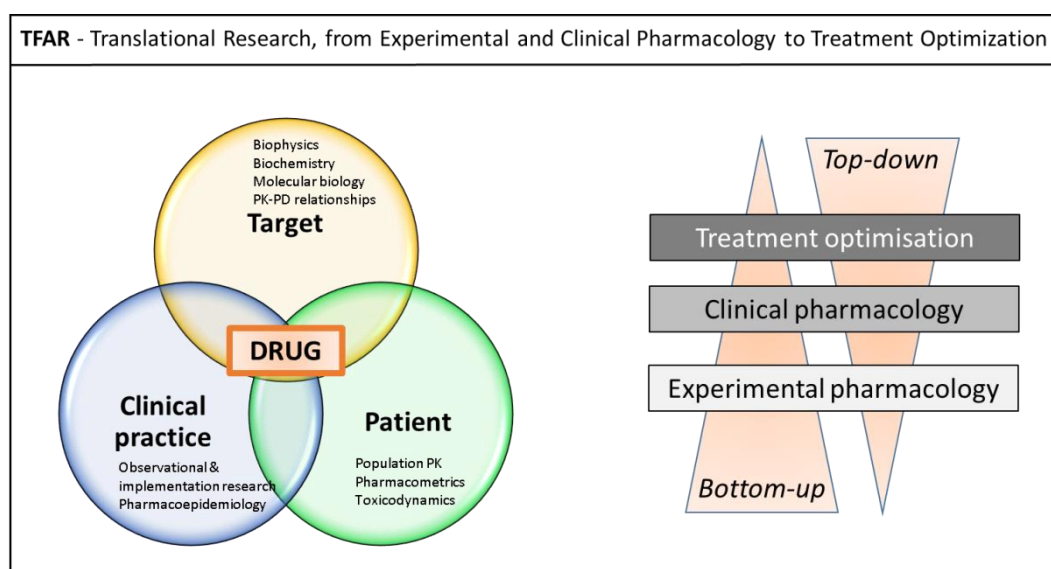 TFAR - Translational Research, from Experimental and Clinical Pharmacology to Treatment Optimization
Biophysics
Biochemistry
Molecular biology
PK-PD relationships
Target
DRUG
Clinical
practice
Observational &
implementation research
Pharmacoepidemiology
Patient
Population PK
Pharmacometrics
Toxicodynamics
Top-down
Treatment optimisation
Clinical pharmacology
Experimental pharmacology
Bottom-up